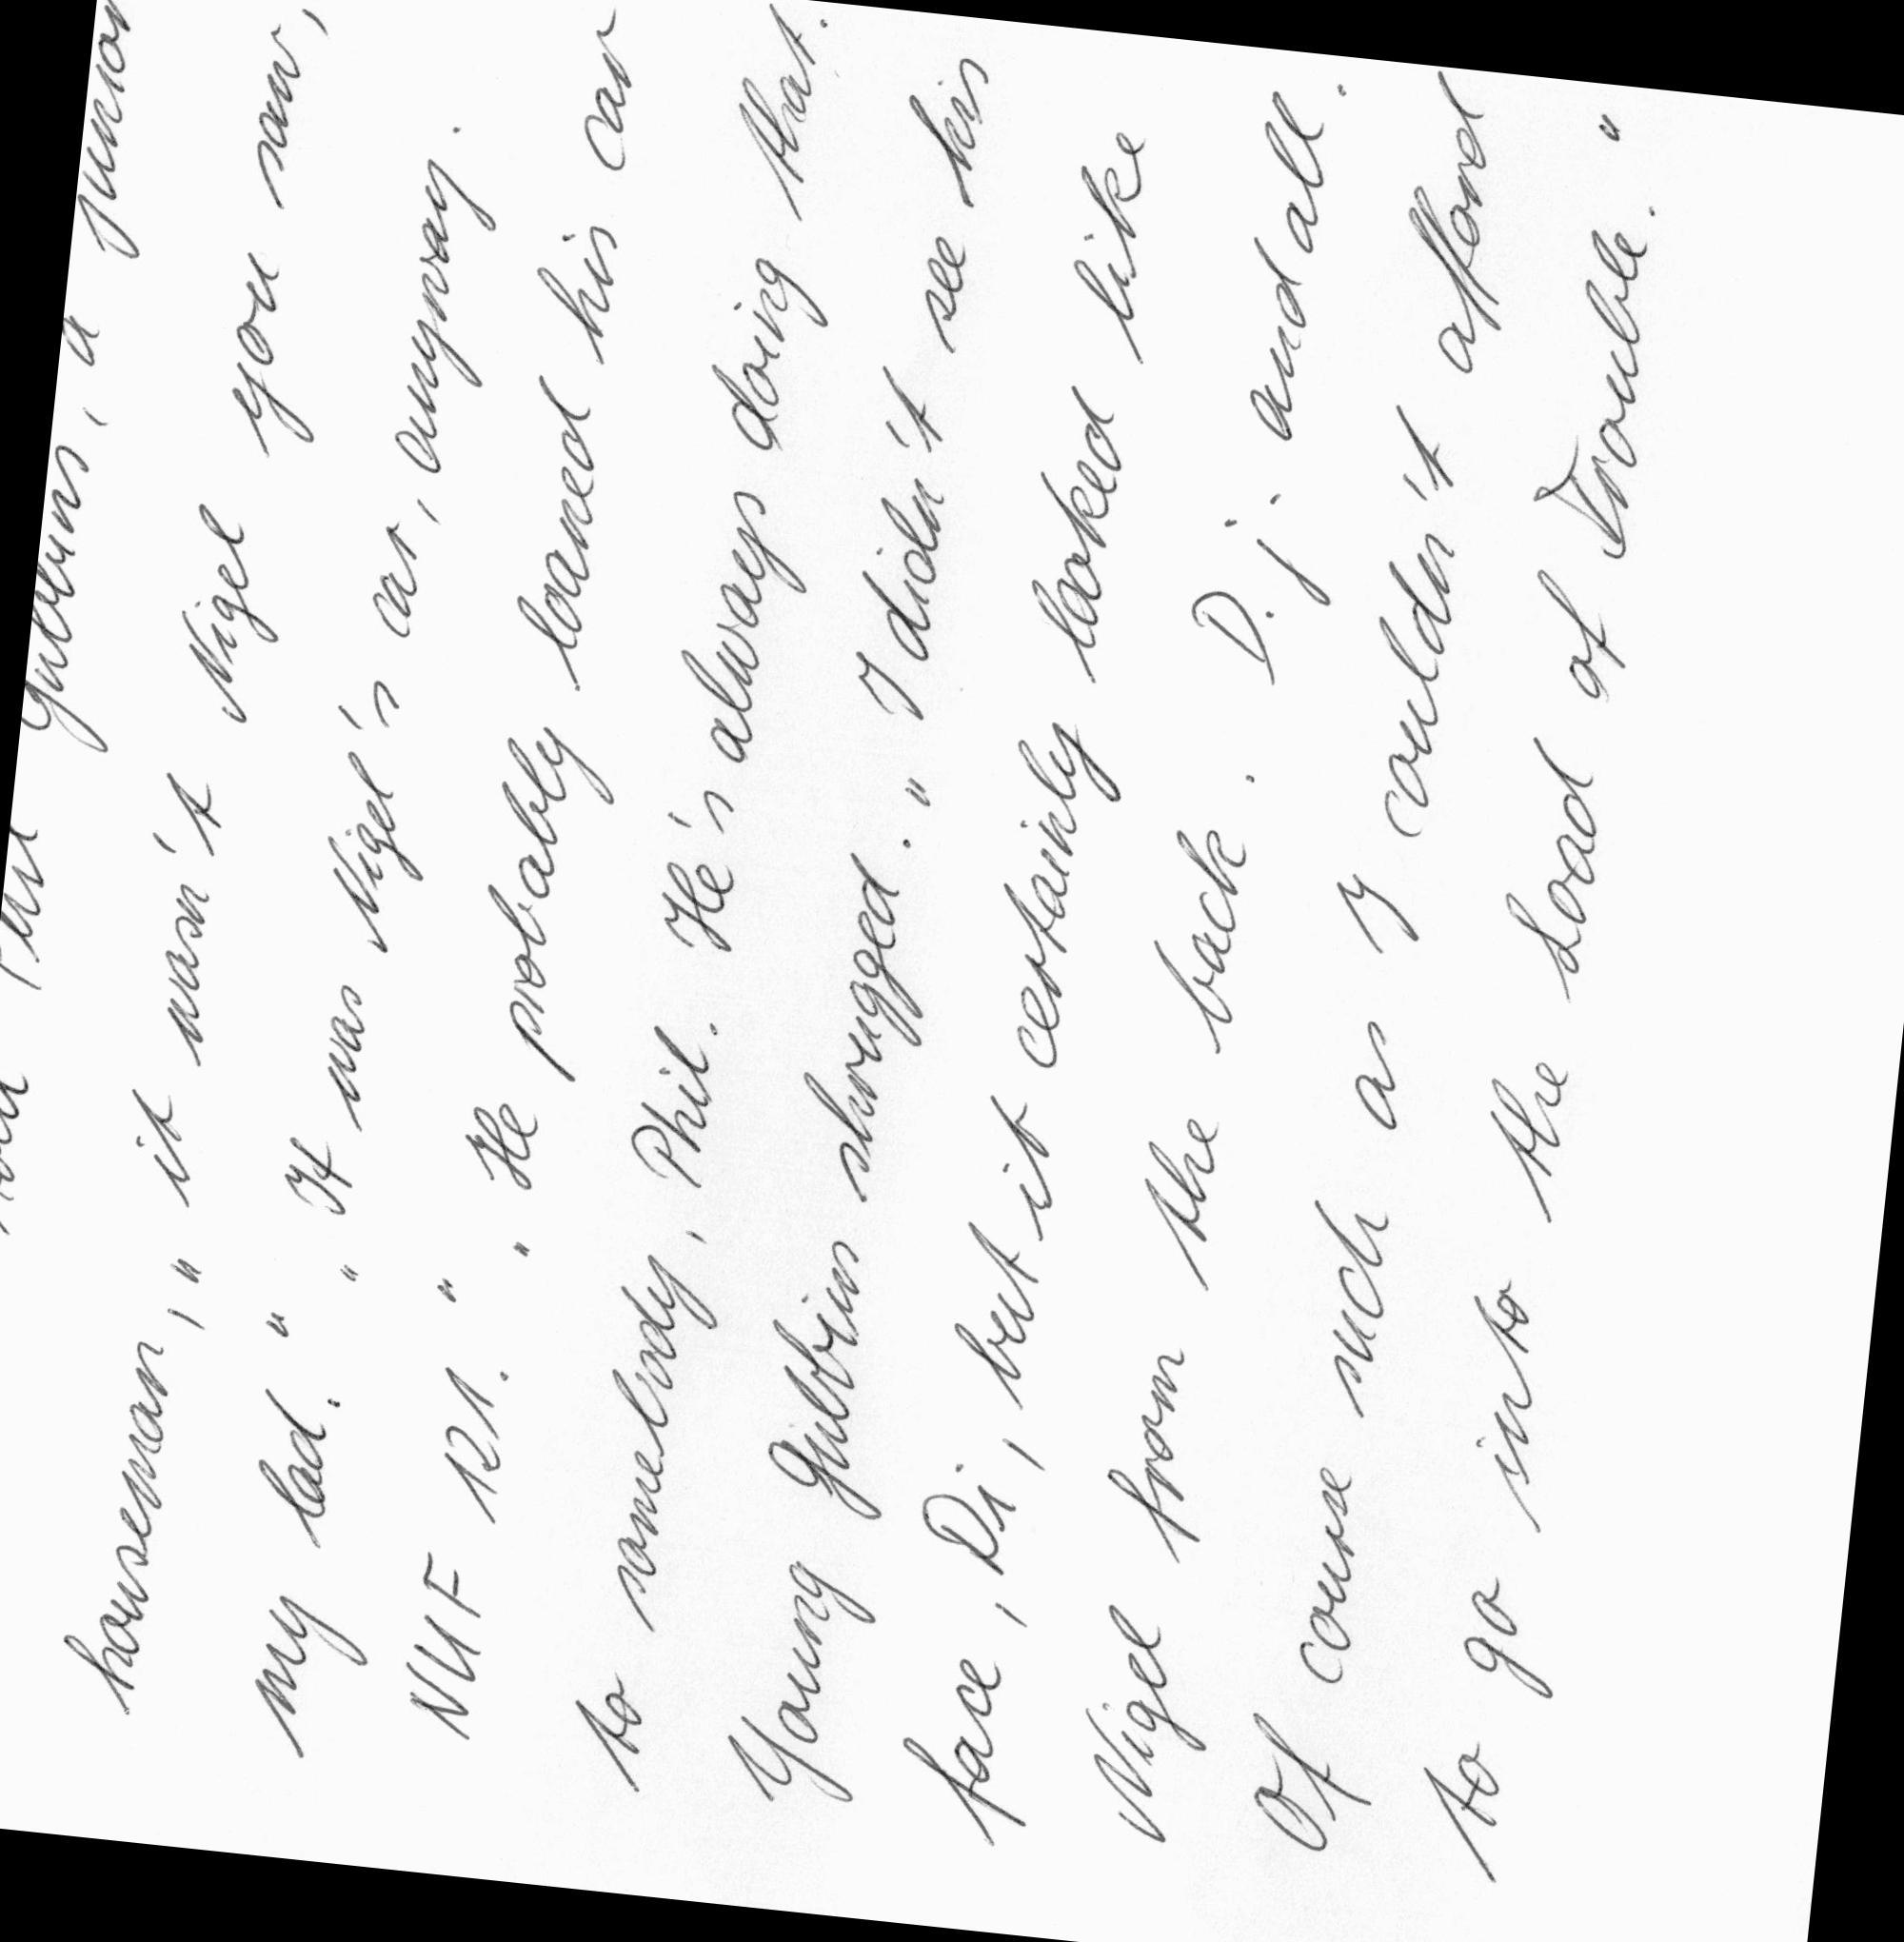 Phil Gubbins, a junior
houseman, " it wasn't Nigel you saw,
my lad. " " It was Nigel's car, anyway.
NUF 121. " " He probably loaned his car
to somebody, Phil. He's always doing that.
Young Gubbins shrugged. " I didn't see his
face, Di, but it certainly looked like
Nigel from the back. D.j. and all.
Of course such as I couldn't afford
to go into the Load of Trouble. "